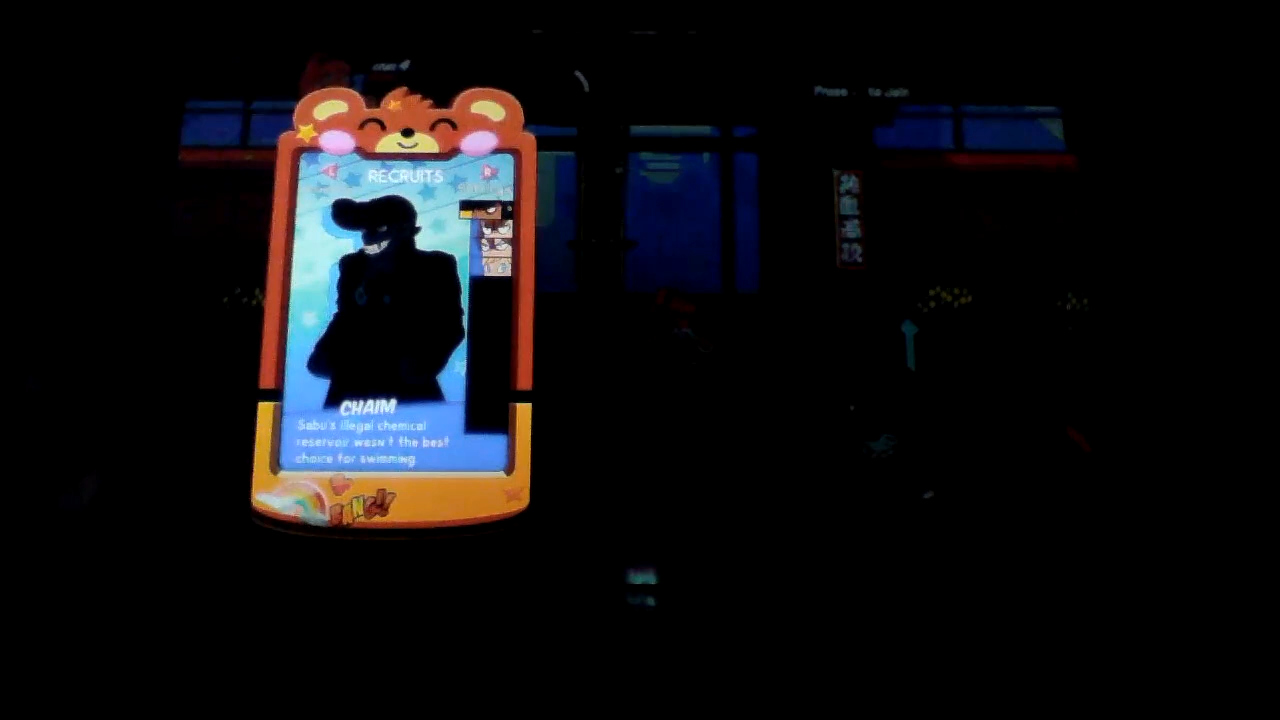 Press to Join
L
RECRUITS
R
CHAIM
Sabu's illegal chemical
reservoir wasn't the best
choice for swimming.
BANG!!